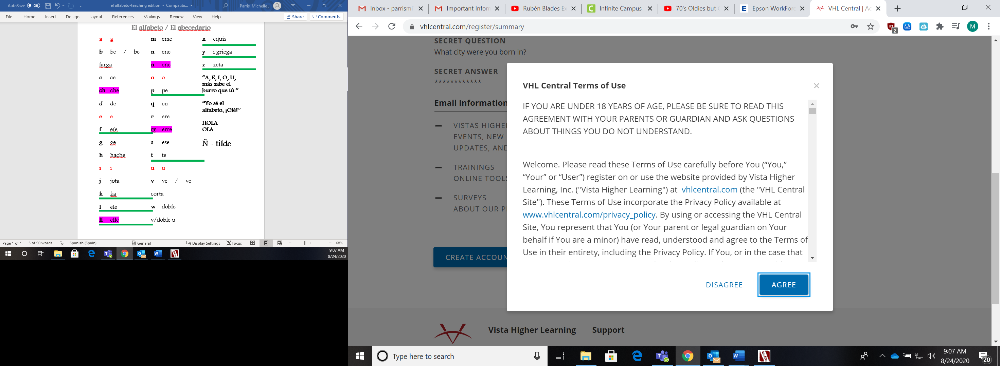 AutoSave Off
el alfabeto-teaching edition - Compatibi...
Parris, Michelle J
File Home Insert Design Layout References Mailings Review View Help Share Comments
El alfabeto / El abecedario
a a
b be / be
larga
c ce
ch che
d de
e e
f efe
g ge
h hache
i i
j jota
k ka
l ele
ll elle
m eme
n ene
ñ eñe
o o
p pe
q cu
r ere
rr erre
s ese
t te
u u
v ve / ve
corta
w doble
v/doble u
x equis
y i griega
z zeta
“A, E, I, O, U,
más sabe el
burro que tú.”
“Yo sé el
alfabeto, ¡Olé!”
HOLA
OLA
Ñ ~ tilde
Page 1 of 1 5 of 90 words Spanish (Spain) General Display Settings Focus 68%
9:07 AM
8/24/2020
Inbox - parrismi
Important Inform
Rubén Blades Ex
Infinite Campus
70's Oldies but G
Epson WorkForc
VHL Central | Ac
vhlcentral.com/register/summary
2
M
SECRET QUESTION
What city were you born in?
SECRET ANSWER
************
Email Information
VISTAS HIGHE
EVENTS, NEW
UPDATES, AND
TRAININGS
ONLINE TOOLS
SURVEYS
ABOUT OUR P
CREATE ACCOUN
VHL Central Terms of Use
IF YOU ARE UNDER 18 YEARS OF AGE, PLEASE BE SURE TO READ THIS
AGREEMENT WITH YOUR PARENTS OR GUARDIAN AND ASK QUESTIONS
ABOUT THINGS YOU DO NOT UNDERSTAND.
Welcome. Please read these Terms of Use carefully before You (“You,”
“Your” or “User”) register on or use the website provided by Vista Higher
Learning, Inc. ("Vista Higher Learning") at vhlcentral.com (the "VHL Central
Site"). These Terms of Use incorporate the Privacy Policy available at
www.vhlcentral.com/privacy_policy. By using or accessing the VHL Central
Site, You represent that You (or Your parent or legal guardian on Your
behalf if You are a minor) have read, understood and agree to the Terms of
Use in their entirety, including the Privacy Policy. If You, or in the case that
DISAGREE AGREE
Vista Higher Learning Support
Type here to search
9:07 AM
8/24/2020
20